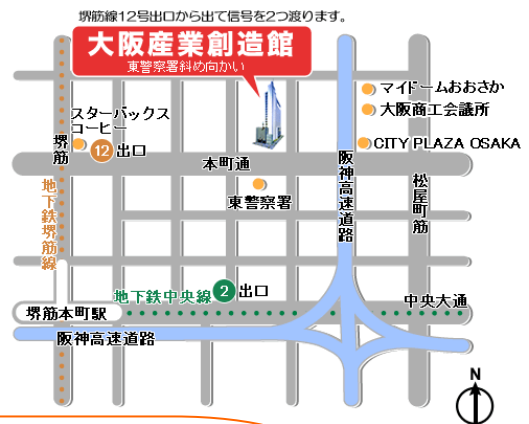 堺筋線12号出口から出て信号を2つ渡ります。
大阪産業創造館
東警察署斜め向かい
マイドームおおさか
大阪商工会議所
スターバックス
コーヒー
堺筋
12 出口
CITY PLAZA OSAKA
本町通
阪神高速道路
松屋町筋
東警察署
地下鉄堺筋線
地下鉄中央線 2 出口
中央大通
堺筋本町駅
阪神高速道路
N